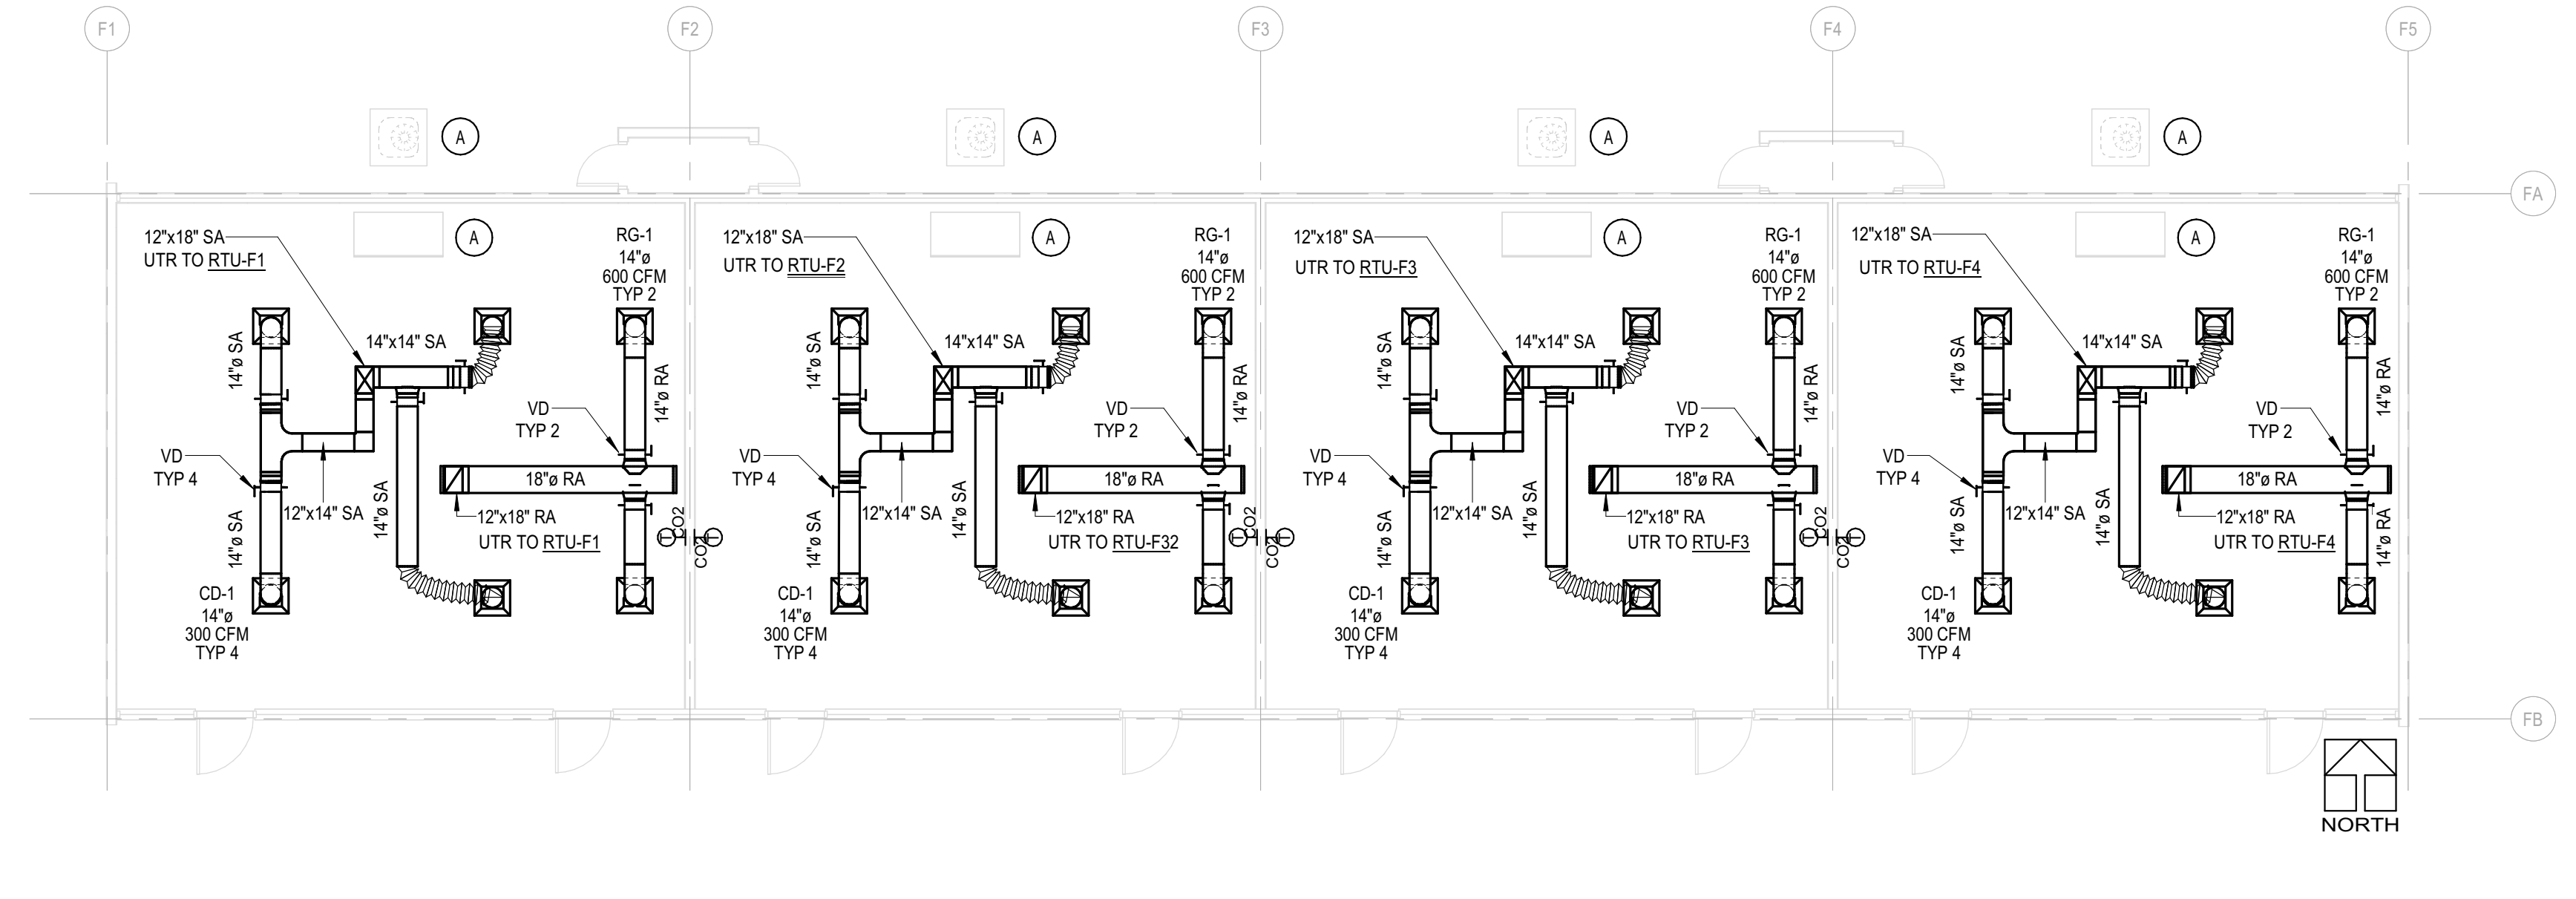 F1
F2
F3
F4
F5
A
A
A
A
FA
12"x18" SA
UTR TO RTU-F1
A
RG-1
14"ø
600 CFM
TYP 2
14"ø SA
14"x14" SA
14"ø RA
VD
TYP 2
VD
TYP 4
18"ø RA
12"x14" SA
14"ø SA
14"ø SA
12"x18" RA
UTR TO RTU-F1
CD-1
14"ø
300 CFM
TYP 4
T
CO2
T
12"x18" SA
UTR TO RTU-F2
A
RG-1
14"ø
600 CFM
TYP 2
14"ø SA
14"x14" SA
14"ø RA
VD
TYP 2
VD
TYP 4
18"ø RA
12"x14" SA
14"ø SA
14"ø SA
12"x18" RA
UTR TO RTU-F32
CD-1
14"ø
300 CFM
TYP 4
T
CO2
T
12"x18" SA
UTR TO RTU-F3
A
RG-1
14"ø
600 CFM
TYP 2
14"ø SA
14"x14" SA
14"ø RA
VD
TYP 2
VD
TYP 4
18"ø RA
12"x14" SA
14"ø SA
14"ø SA
12"x18" RA
UTR TO RTU-F3
CD-1
14"ø
300 CFM
TYP 4
T
CO2
T
CO2
12"x18" SA
UTR TO RTU-F4
A
RG-1
14"ø
600 CFM
TYP 2
14"ø SA
14"x14" SA
14"ø RA
VD
TYP 2
VD
TYP 4
18"ø RA
12"x14" SA
14"ø SA
14"ø SA
12"x18" RA
UTR TO RTU-F4
14"ø RA
CD-1
14"ø
300 CFM
TYP 4
FB
NORTH